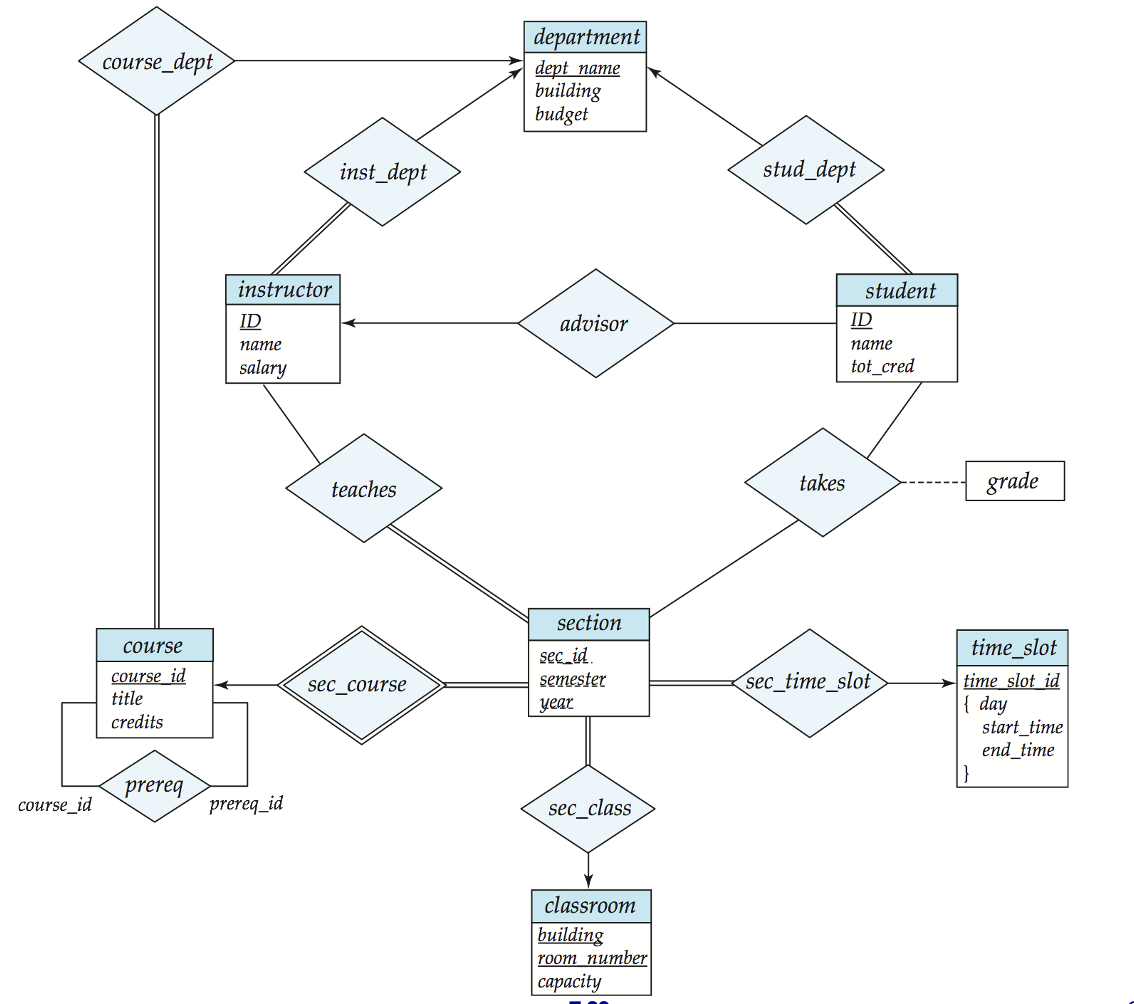 course_dept
department
dept_name
building
budget
inst_dept
stud_dept
instructor
ID
name
salary
advisor
student
ID
name
tot_cred
teaches
takes
grade
course
course_id
title
credits
sec_course
section
sec_id
semester
year
sec_time_slot
time_slot
time_slot_id
{ day
start_time
end_time
}
prereq
course_id
prereq_id
sec_class
classroom
building
room_number
capacity